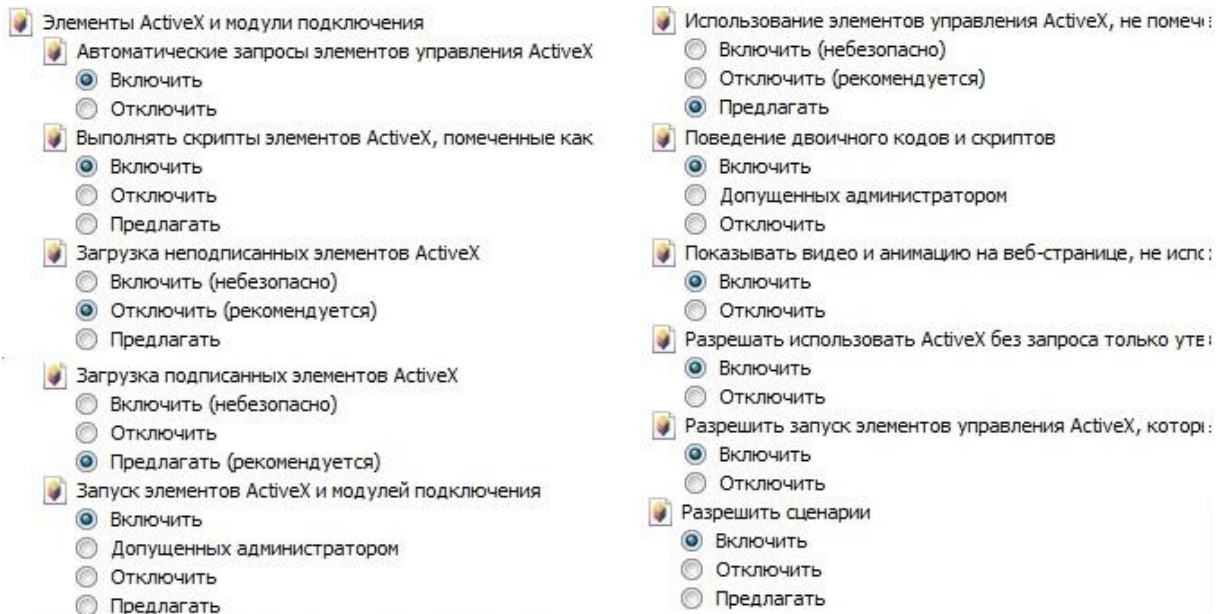 Элементы ActiveX и модули подключения
Автоматические запросы элементов управления ActiveX
Включить
Отключить
Выполнять скрипты элементов ActiveX, помеченные как
Включить
Отключить
Предлагать
Загрузка неподписанных элементов ActiveX
Включить (небезопасно)
Отключить (рекомендуется)
Предлагать
Загрузка подписанных элементов ActiveX
Включить (небезопасно)
Отключить
Предлагать (рекомендуется)
Запуск элементов ActiveX и модулей подключения
Включить
Допущенных администратором
Отключить
Предлагать
Использование элементов управления ActiveX, не
Включить (небезопасно)
Отключить (рекомендуется)
Предлагать
Поведение двоичного кодов и скриптов
Включить
Допущенных администратором
Отключить
Показывать видео и анимацию на веб-странице, не
Включить
Отключить
Разрешать использовать ActiveX без запроса только
Включить
Отключить
Разрешить запуск элементов управления ActiveX,
Включить
Отключить
Разрешить сценарии
Включить
Отключить
Предлагать